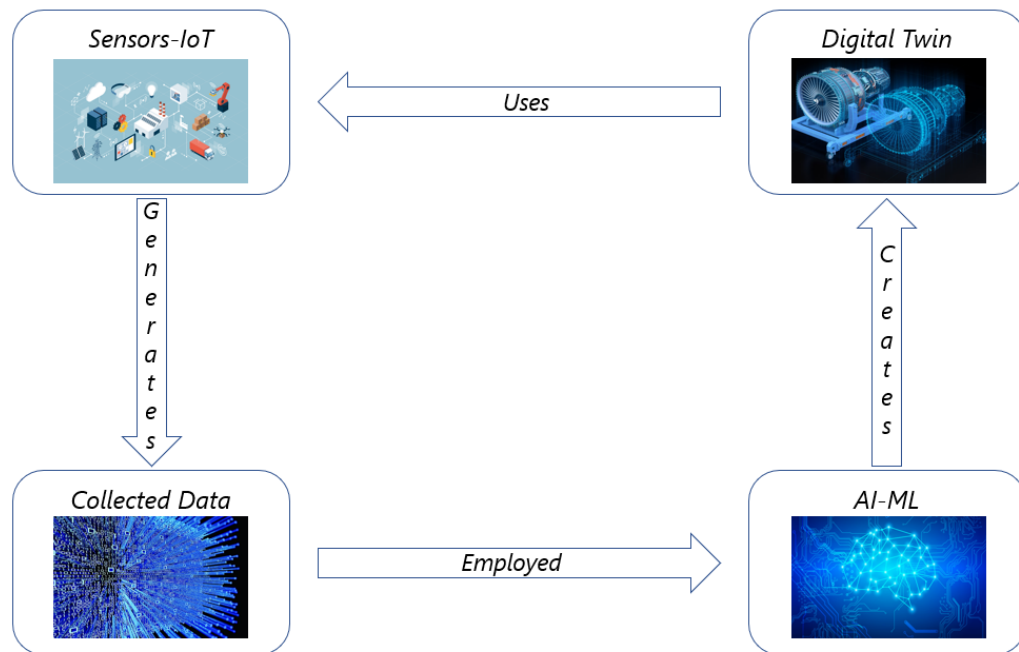 Sensors-IoT
Digital Twin
Uses
Generates
Creates
Collected Data
AI-ML
Employed